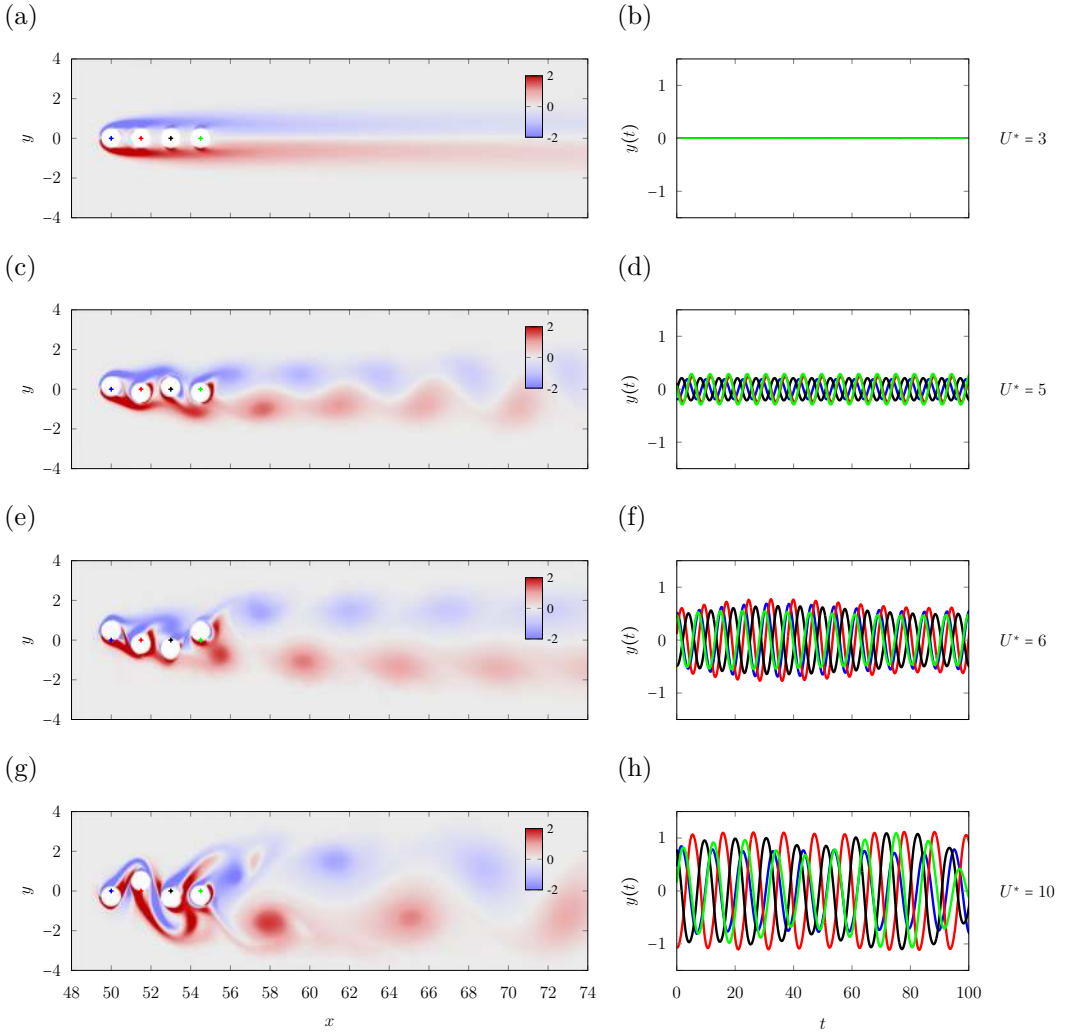 (a) (b)
4
2
0
−2
−4
y
2
0
-2
1
0
−1
y(t)
U* = 3
(c) (d)
4
2
0
−2
−4
y
2
0
-2
1
0
−1
y(t)
U* = 5
(e) (f)
4
2
0
−2
−4
y
2
0
-2
1
0
−1
y(t)
U* = 6
(g) (h)
4
2
0
−2
−4
y
2
0
-2
1
0
−1
y(t)
U* = 10
48 50 52 54 56 58 60 62 64 66 68 70 72 74 0 20 40 60 80 100
x t